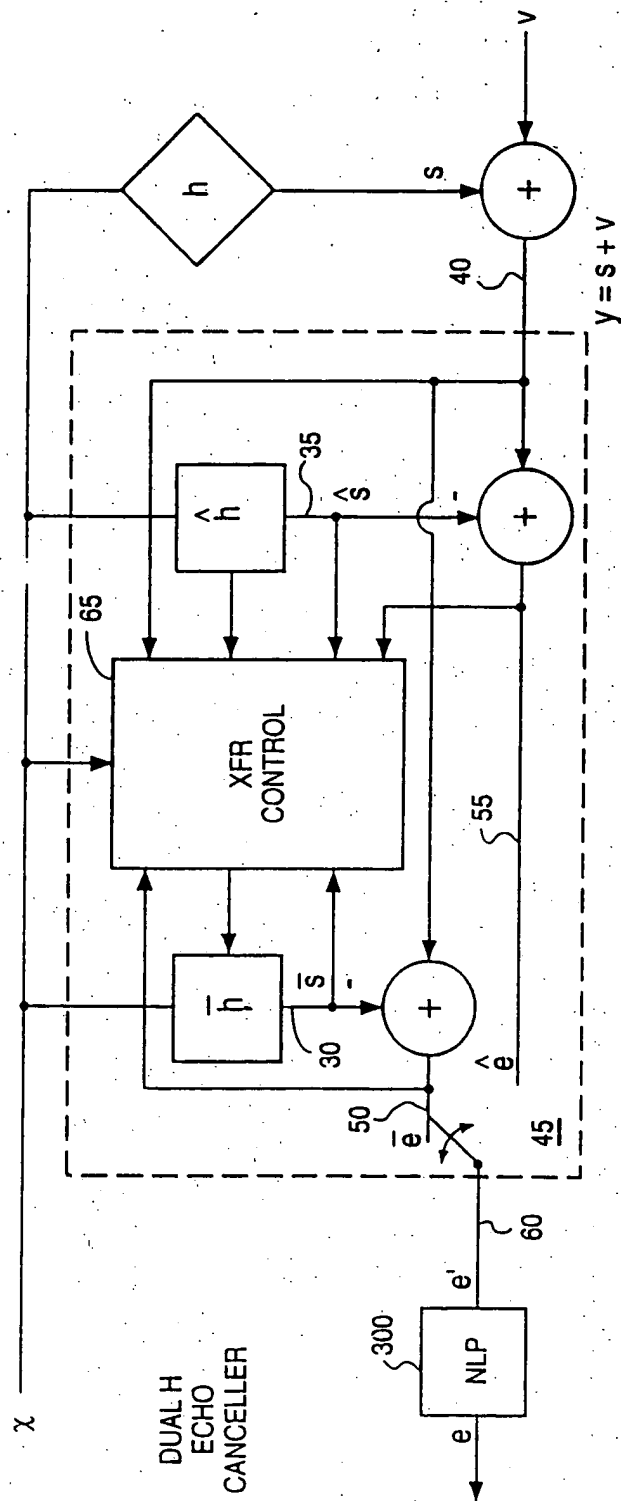 χ
DUAL H
ECHO
CANCELLER
e
300
NLP
e'
60
e̅
50
45
ê
h̅
30
s̅
-
+
65
XFR
CONTROL
55
ĥ
35
ŝ
-
+
40
y = s + v
h
s
+
v